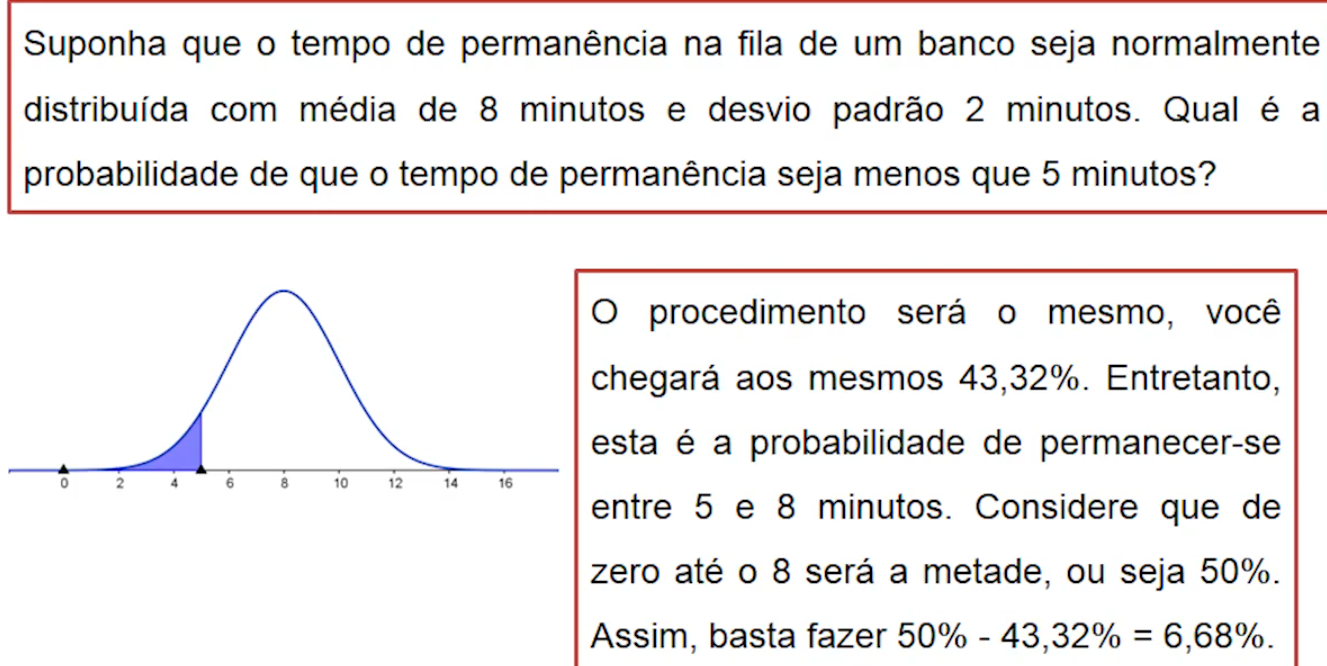 Suponha que o tempo de permanência na fila de um banco seja normalmente
distribuída com média de 8 minutos e desvio padrão 2 minutos. Qual é a
probabilidade de que o tempo de permanência seja menos que 5 minutos?
O procedimento será o mesmo, você
chegará aos mesmos 43,32%. Entretanto,
esta é a probabilidade de permanecer-se
entre 5 e 8 minutos. Considere que de
zero até o 8 será a metade, ou seja 50%.
Assim, basta fazer 50% - 43,32% = 6,68%.
0 2 4 6 8 10 12 14 16